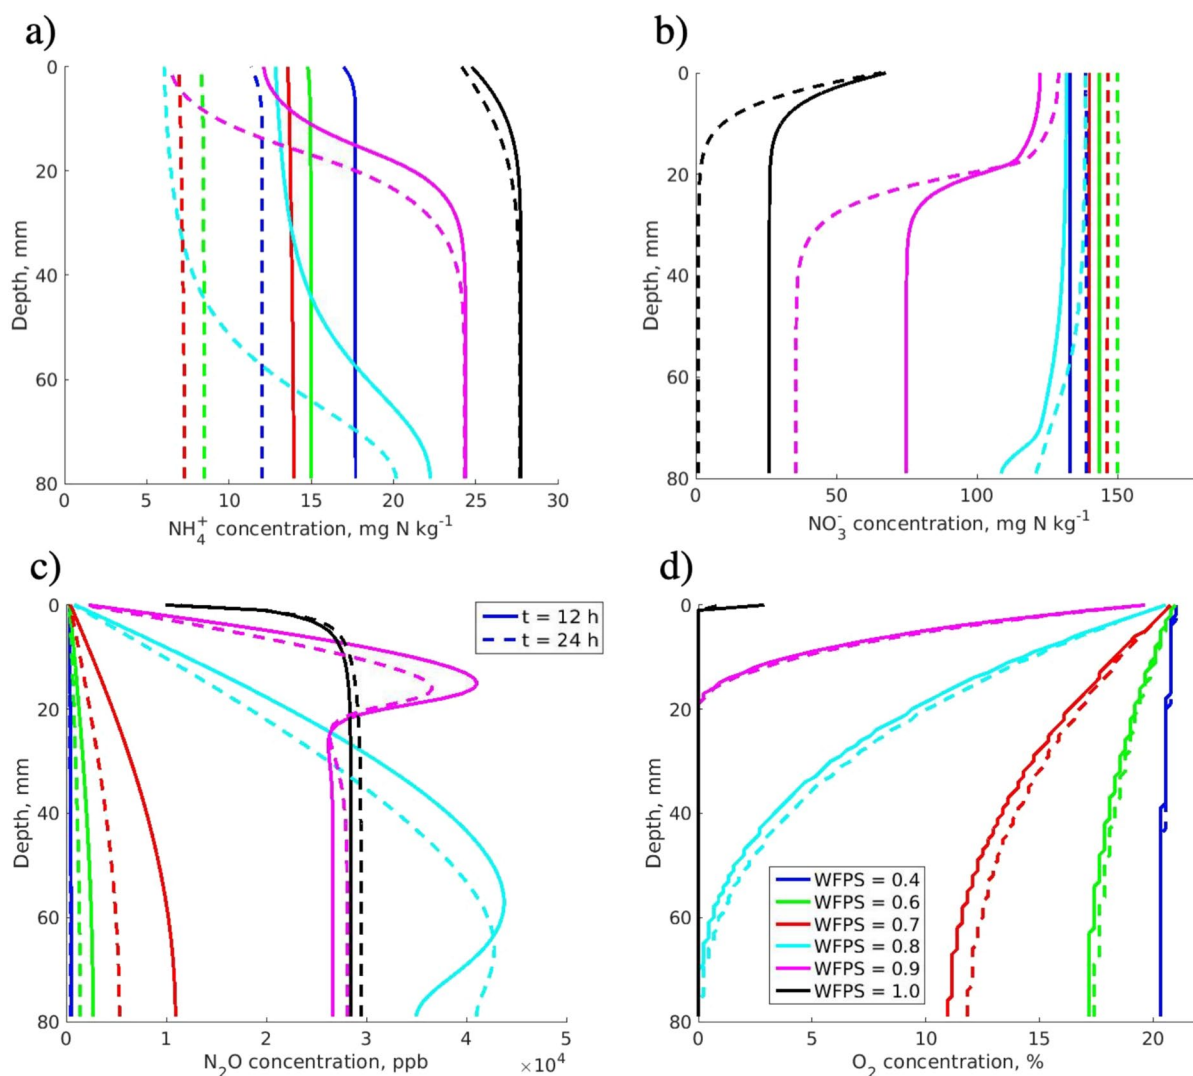 a)
0
20
40
60
80
Depth, mm
0 5 10 15 20 25 30
NH4+ concentration, mg N kg-1
b)
0
20
40
60
80
Depth, mm
0 50 100 150
NO3- concentration, mg N kg-1
c)
0
20
40
60
80
Depth, mm
t = 12 h
t = 24 h
0 2 3 4 5
N2O concentration, ppb
×10^4
d)
0
20
40
60
80
Depth, mm
WFPS = 0.4
WFPS = 0.6
WFPS = 0.7
WFPS = 0.8
WFPS = 0.9
WFPS = 1.0
0 5 10 15 20
O2 concentration, %